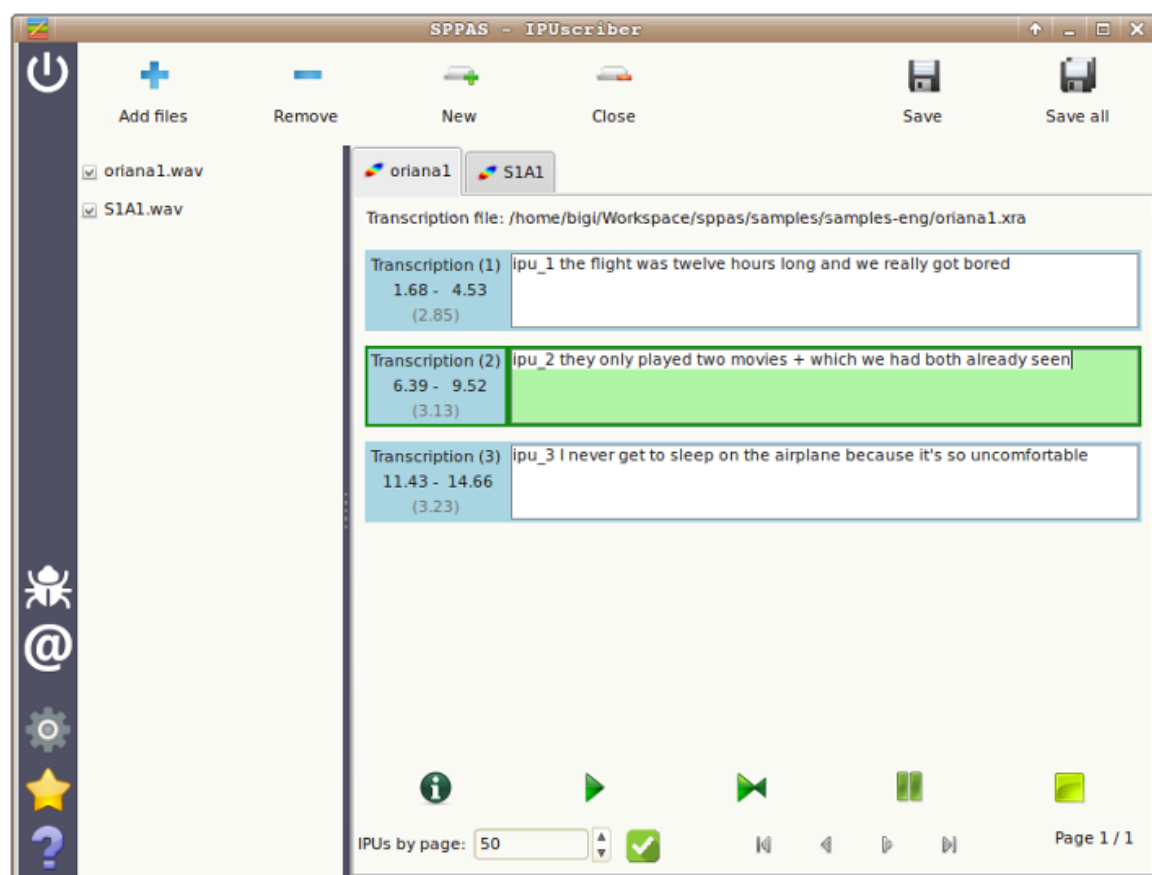 SPPAS - IPUscriber
Add files Remove New Close Save Save all
oriana1.wav
S1A1.wav
oriana1 S1A1
Transcription file: /home/bigi/Workspace/sppas/samples/samples-eng/oriana1.xra
Transcription (1)
1.68 - 4.53
(2.85)
ipu_1 the flight was twelve hours long and we really got bored
Transcription (2)
6.39 - 9.52
(3.13)
ipu_2 they only played two movies + which we had both already seen
Transcription (3)
11.43 - 14.66
(3.23)
ipu_3 I never get to sleep on the airplane because it's so uncomfortable
IPUs by page: 50
Page 1 / 1